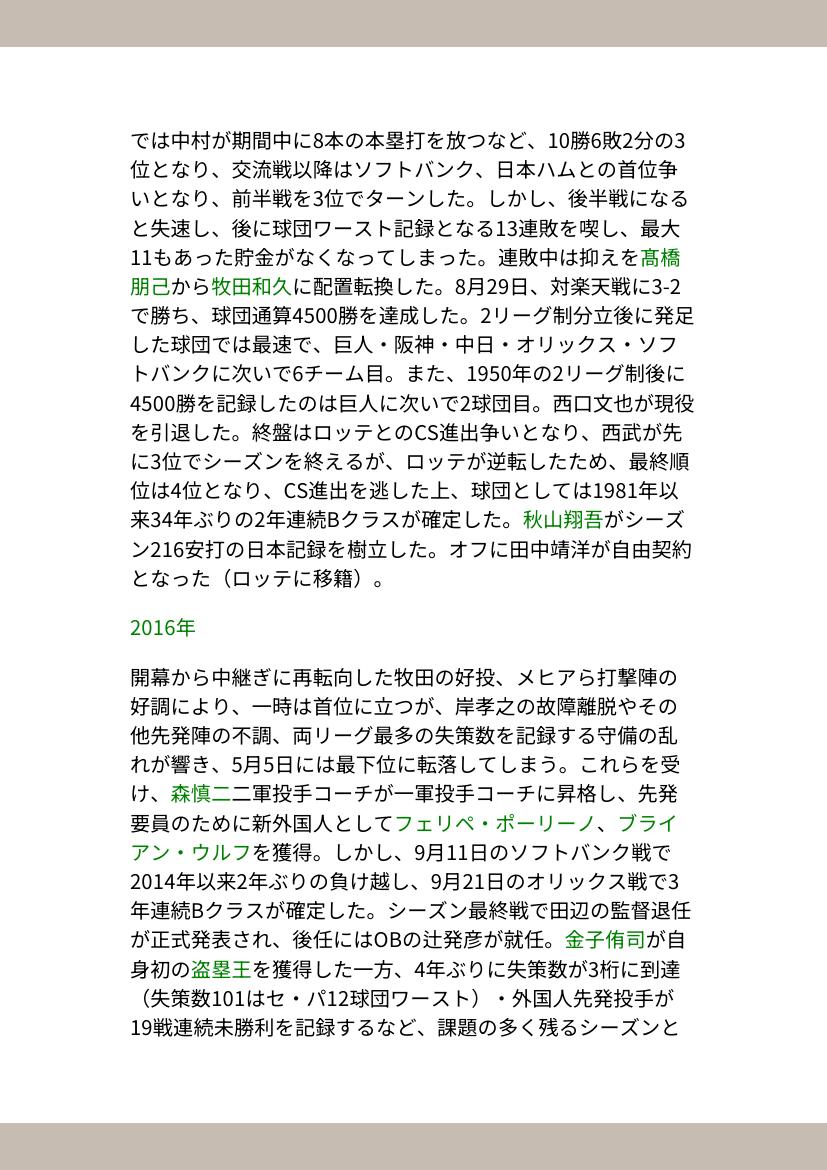 では中村が期間中に8本の本塁打を放つなど、10勝6敗2分の3
位となり、交流戦以降はソフトバンク、日本ハムとの首位争
いとなり、前半戦を3位でターンした。しかし、後半戦になる
と失速し、後に球団ワースト記録となる13連敗を喫し、最大
11もあった貯金がなくなってしまった。連敗中は抑えを髙橋
朋己から牧田和久に配置転換した。8月29日、対楽天戦に3-2
で勝ち、球団通算4500勝を達成した。2リーグ制分立後に発足
した球団では最速で、巨人・阪神・中日・オリックス・ソフ
トバンクに次いで6チーム目。また、1950年の2リーグ制後に
4500勝を記録したのは巨人に次いで2球団目。西口文也が現役
を引退した。終盤はロッテとのCS進出争いとなり、西武が先
に3位でシーズンを終えるが、ロッテが逆転したため、最終順
位は4位となり、CS進出を逃した上、球団としては1981年以
来34年ぶりの2年連続Bクラスが確定した。秋山翔吾がシーズ
ン216安打の日本記録を樹立した。オフに田中靖洋が自由契約
となった（ロッテに移籍）。
2016年
開幕から中継ぎに再転向した牧田の好投、メヒアら打撃陣の
好調により、一時は首位に立つが、岸孝之の故障離脱やその
他先発陣の不調、両リーグ最多の失策数を記録する守備の乱
れが響き、5月5日には最下位に転落してしまう。これらを受
け、森慎二二軍投手コーチが一軍投手コーチに昇格し、先発
要員のために新外国人としてフェリペ・ポーリーノ、ブライ
アン・ウルフを獲得。しかし、9月11日のソフトバンク戦で
2014年以来2年ぶりの負け越し、9月21日のオリックス戦で3
年連続Bクラスが確定した。シーズン最終戦で田辺の監督退任
が正式発表され、後任にはOBの辻発彦が就任。金子侑司が自
身初の盗塁王を獲得した一方、4年ぶりに失策数が3桁に到達
（失策数101はセ・パ12球団ワースト）・外国人先発投手が
19戦連続未勝利を記録するなど、課題の多く残るシーズンと